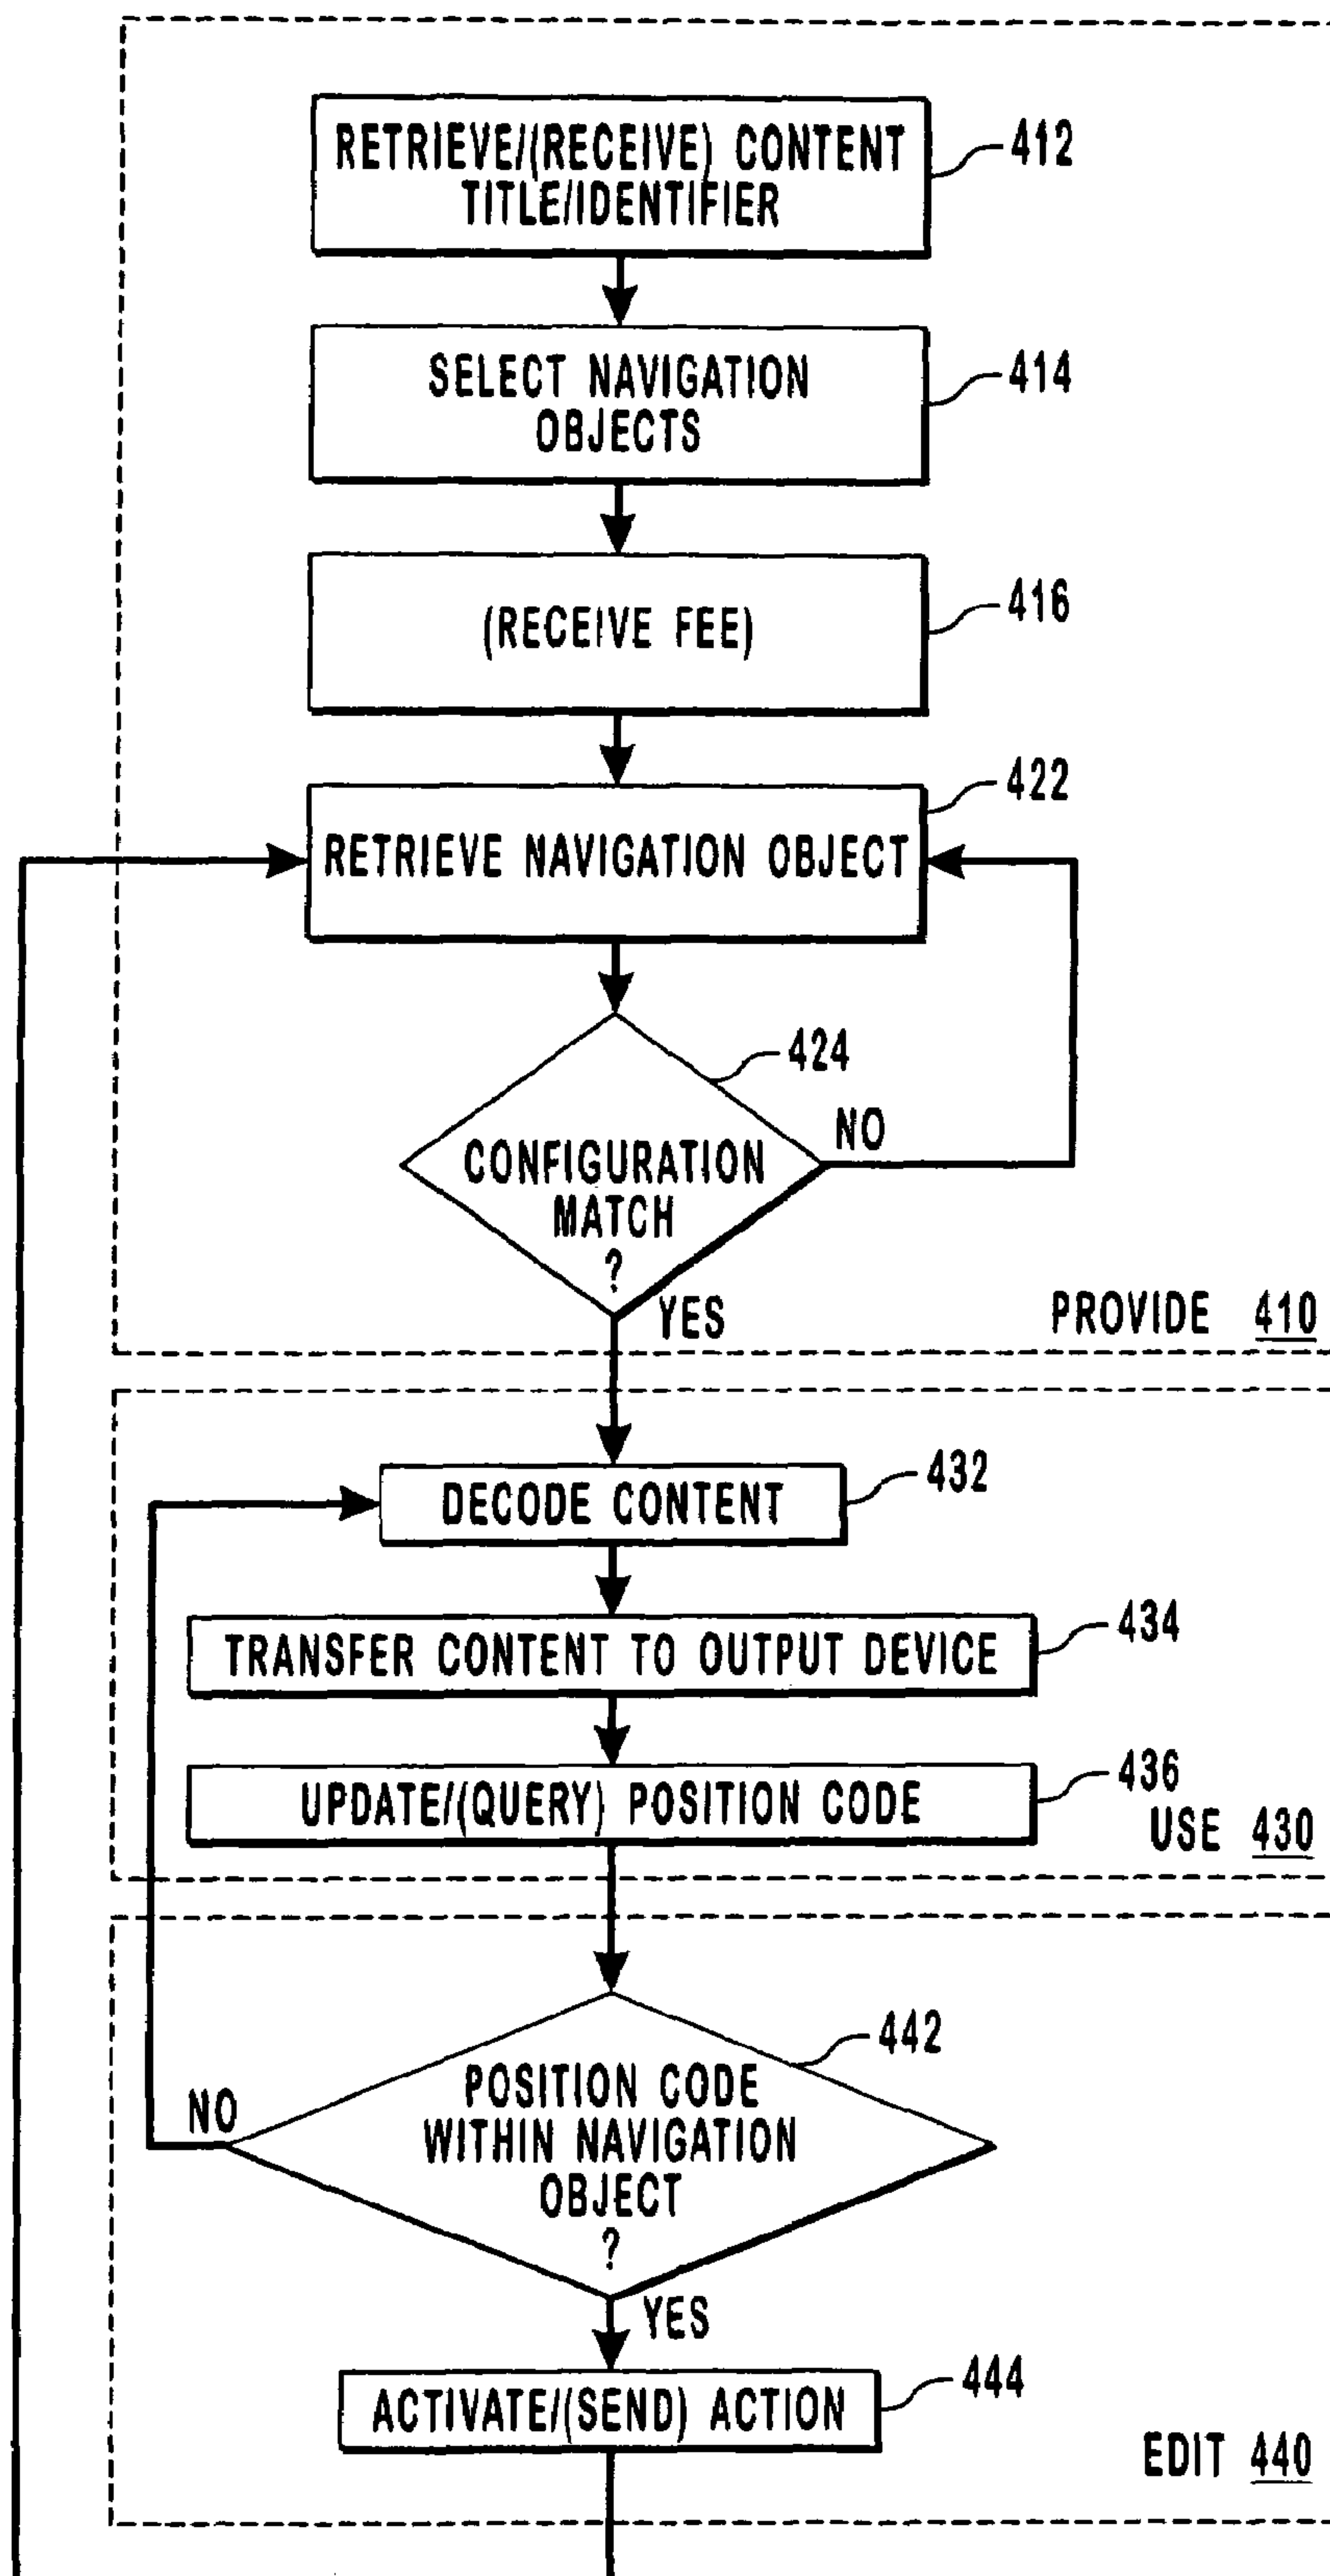 RETRIEVE/(RECEIVE) CONTENT
TITLE/IDENTIFIER
412
SELECT NAVIGATION
OBJECTS
414
(RECEIVE FEE)
416
422
RETRIEVE NAVIGATION OBJECT
424
CONFIGURATION
MATCH
?
NO
YES
PROVIDE 410
DECODE CONTENT
432
TRANSFER CONTENT TO OUTPUT DEVICE
434
UPDATE/(QUERY) POSITION CODE
436
USE 430
442
POSITION CODE
WITHIN NAVIGATION
OBJECT
?
NO
YES
ACTIVATE/(SEND) ACTION
444
EDIT 440